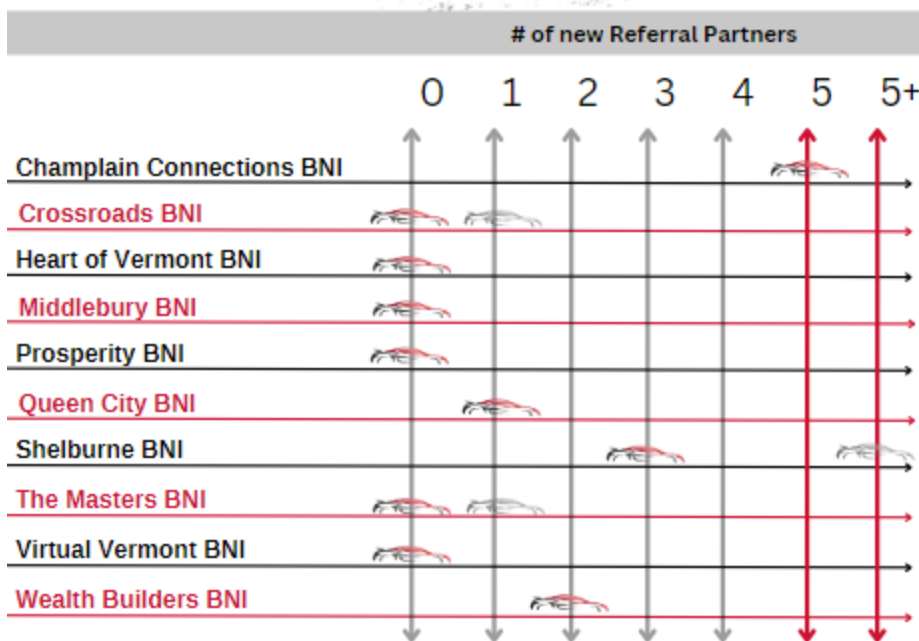 # of new Referral Partners
0 1 2 3 4 5 5+
Champlain Connections BNI
Crossroads BNI
Heart of Vermont BNI
Middlebury BNI
Prosperity BNI
Queen City BNI
Shelburne BNI
The Masters BNI
Virtual Vermont BNI
Wealth Builders BNI